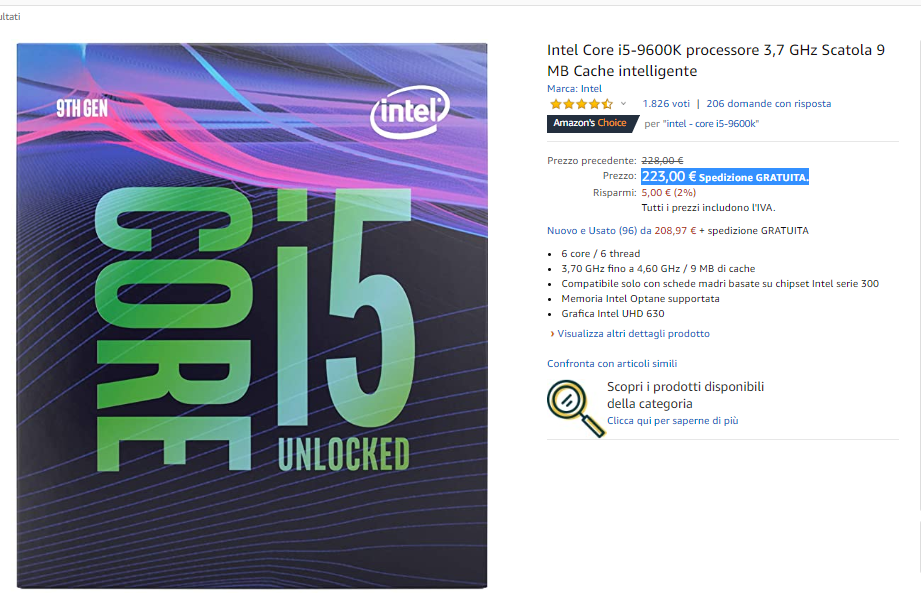 ultati
9TH GEN
intel
CORE
i5
UNLOCKED
Intel Core i5-9600K processore 3,7 GHz Scatola 9
MB Cache intelligente
Marca: Intel
1.826 voti | 206 domande con risposta
Amazon's Choice per "intel - core i5-9600k"
Prezzo precedente: 228,00 €
Prezzo: 223,00 € Spedizione GRATUITA.
Risparmi: 5,00 € (2%)
Tutti i prezzi includono l'IVA.
Nuovo e Usato (96) da 208,97 € + spedizione GRATUITA
• 6 core / 6 thread
• 3,70 GHz fino a 4,60 GHz / 9 MB di cache
• Compatibile solo con schede madri basate su chipset Intel serie 300
• Memoria Intel Optane supportata
• Grafica Intel UHD 630
› Visualizza altri dettagli prodotto
Confronta con articoli simili
Scopri i prodotti disponibili
della categoria
Clicca qui per saperne di più